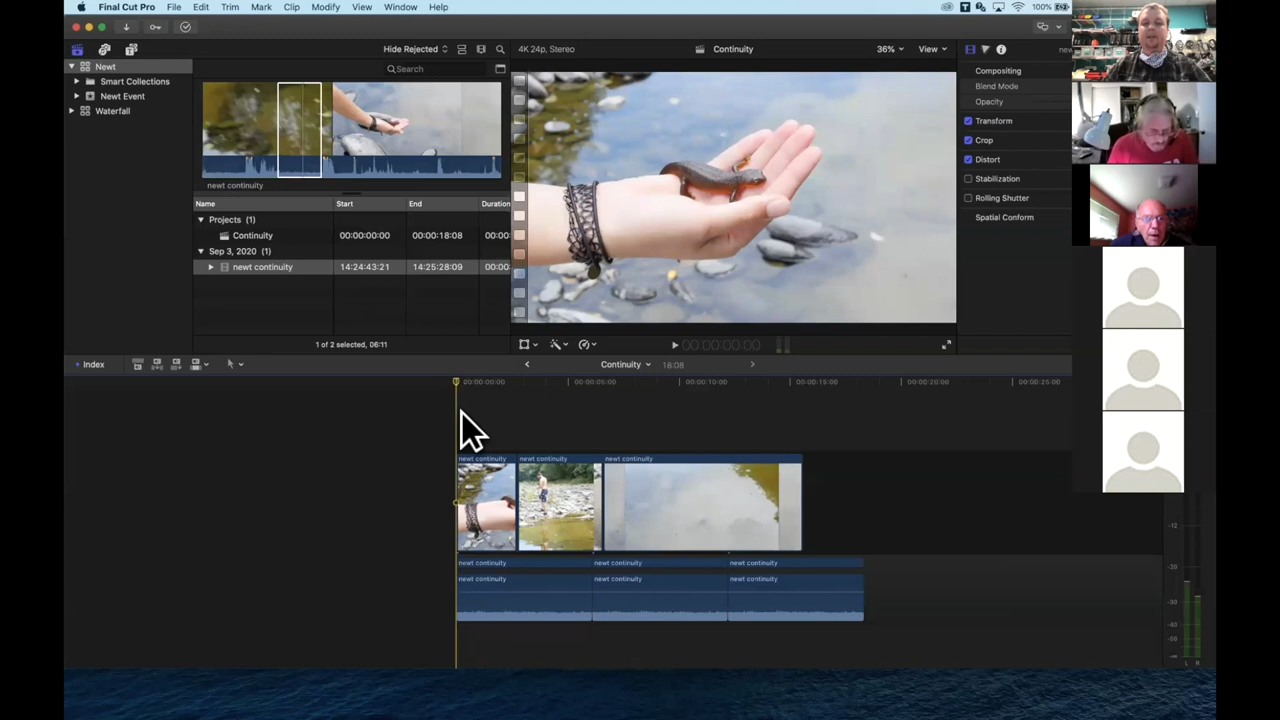 Final Cut Pro File Edit Trim Mark Clip Modify View Window Help 100%
Hide Rejected 4K 24p, Stereo Continuity 36% View
Newt
Search
Smart Collections
Newt Event
Waterfall
newt continuity
Name Start End Duration
Projects (1)
Continuity 00:00:00:00 00:00:18:08
Sep 3, 2020 (1)
newt continuity 14:24:43:21 14:25:28:09 00:00
1 of 2 selected, 06:11
00:00:00:00
Compositing
Blend Mode
Opacity
Transform
Crop
Distort
Stabilization
Rolling Shutter
Spatial Conform
Index Continuity 18:08
00:00:00:00 00:00:05:00 00:00:10:00 00:00:15:00 00:00:20:00 00:00:25:00
newt continuity newt continuity newt continuity
newt continuity newt continuity newt continuity
newt continuity newt continuity newt continuity
-12
-20
-30
-40
L R